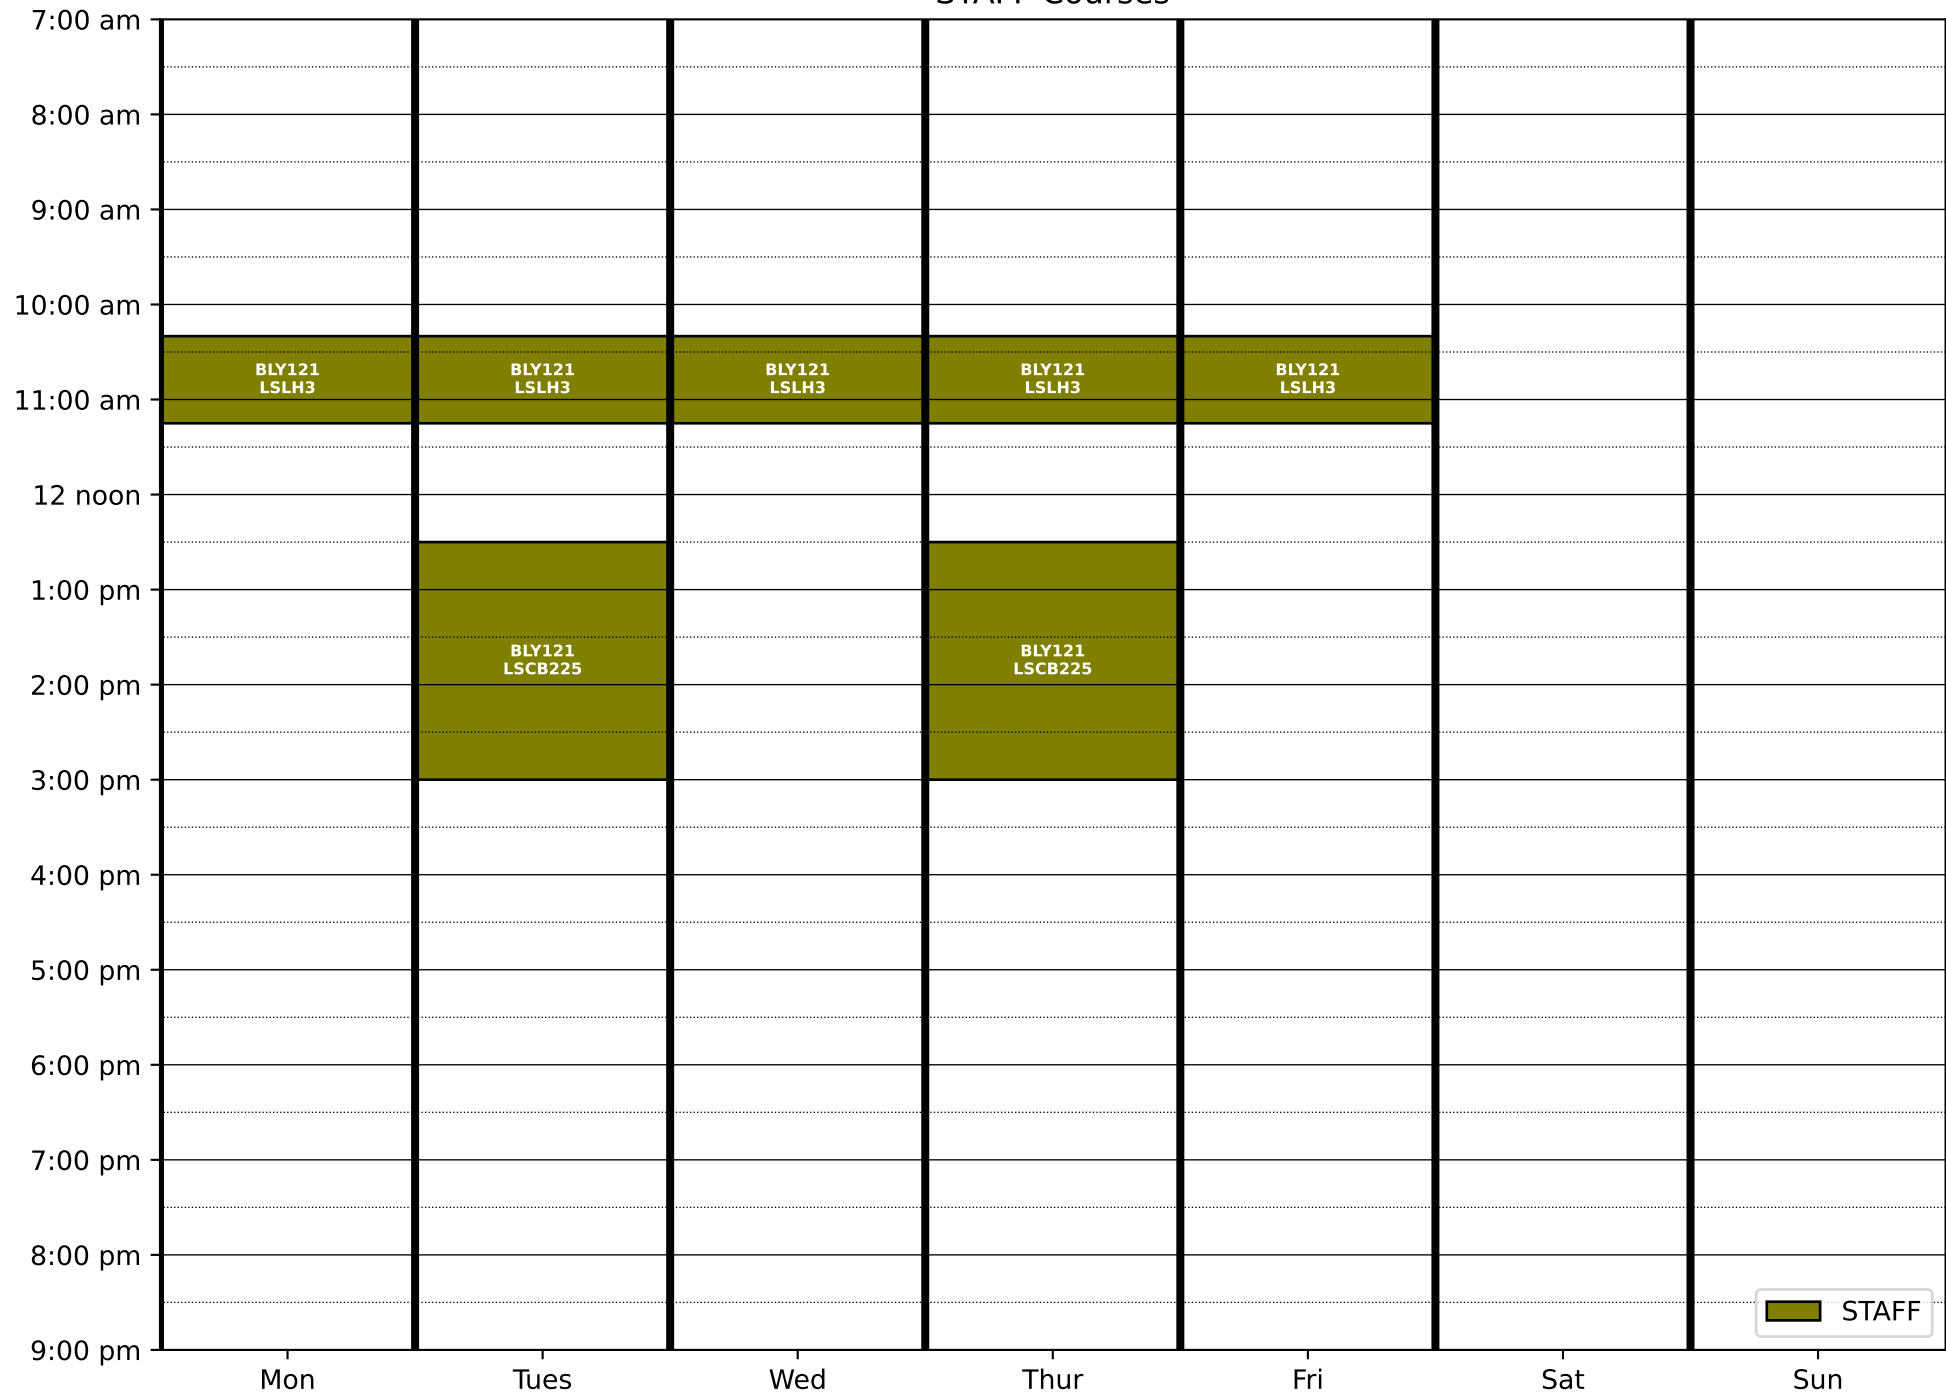 STAFF Courses
7:00 am
8:00 am
9:00 am
10:00 am
11:00 am
12 noon
1:00 pm
2:00 pm
3:00 pm
4:00 pm
5:00 pm
6:00 pm
7:00 pm
8:00 pm
9:00 pm
BLY121
LSLH3
BLY121
LSLH3
BLY121
LSLH3
BLY121
LSLH3
BLY121
LSLH3
BLY121
LSCB225
BLY121
LSCB225
STAFF
Mon
Tues
Wed
Thur
Fri
Sat
Sun